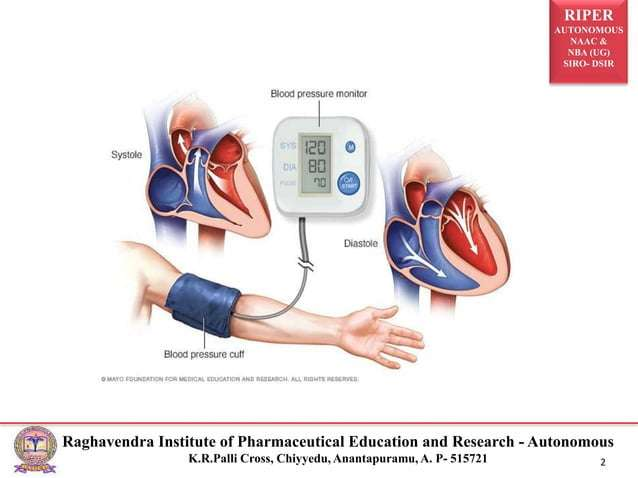 RIPER
AUTONOMOUS
NAAC &
NBA (UG)
SIRO- DSIR
Blood pressure monitor
Systole
SYS 120
M
DIA 80
PULSE 70
On/
START
Diastole
Blood pressure cuff
© MAYO FOUNDATION FOR MEDICAL EDUCATION AND RESEARCH. ALL RIGHTS RESERVED.
Raghavendra Institute of Pharmaceutical Education and Research - Autonomous
K.R.Palli Cross, Chiyyedu, Anantapuramu, A. P- 515721
2